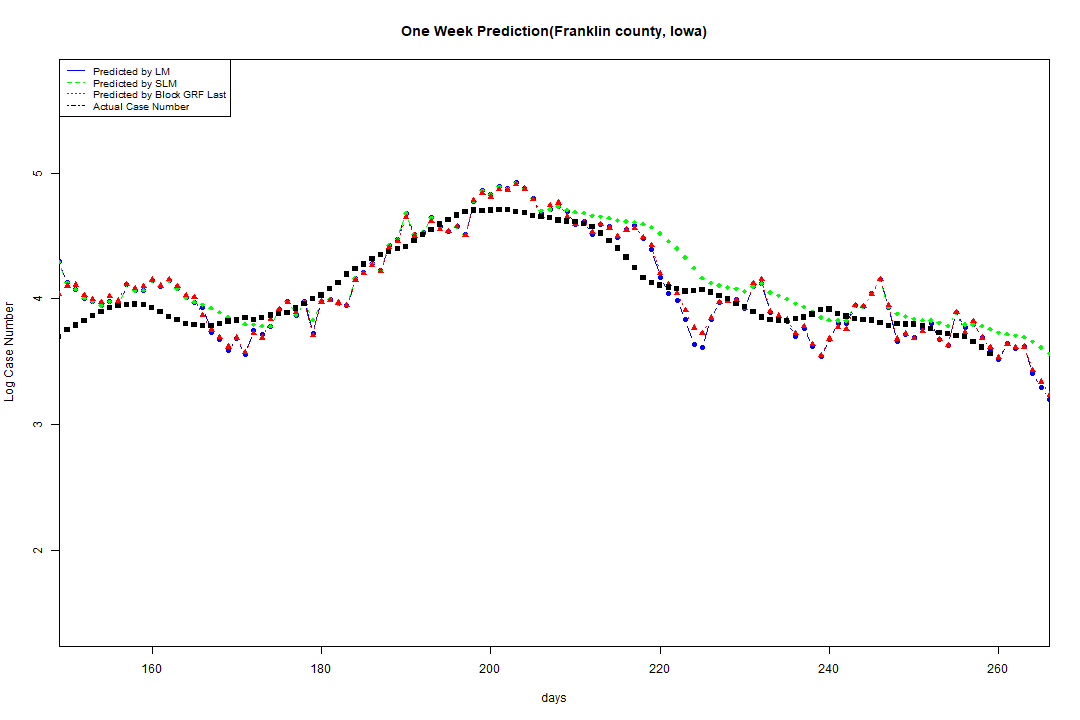 One Week Prediction(Franklin county, Iowa)
Predicted by LM
Predicted by SLM
Predicted by Block GRF Last
Actual Case Number
5
4
3
2
Log Case Number
160 180 200 220 240 260
days